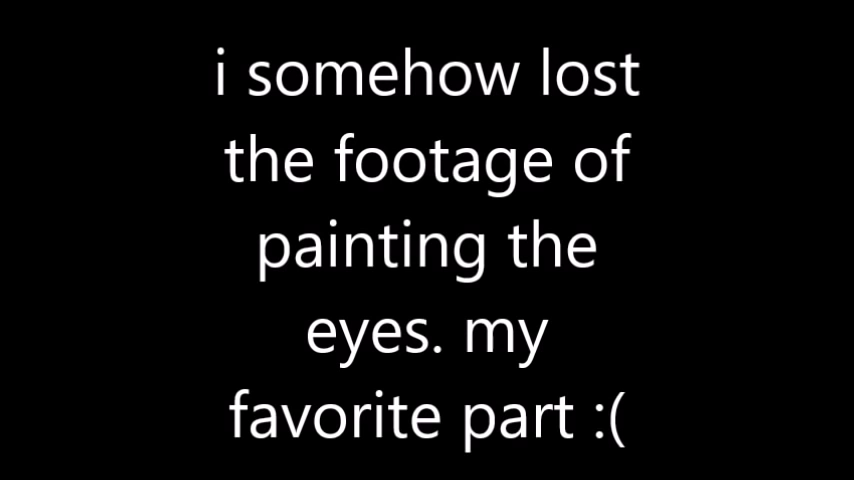 i somehow lost
the footage of
painting the
eyes. my
favorite part :(